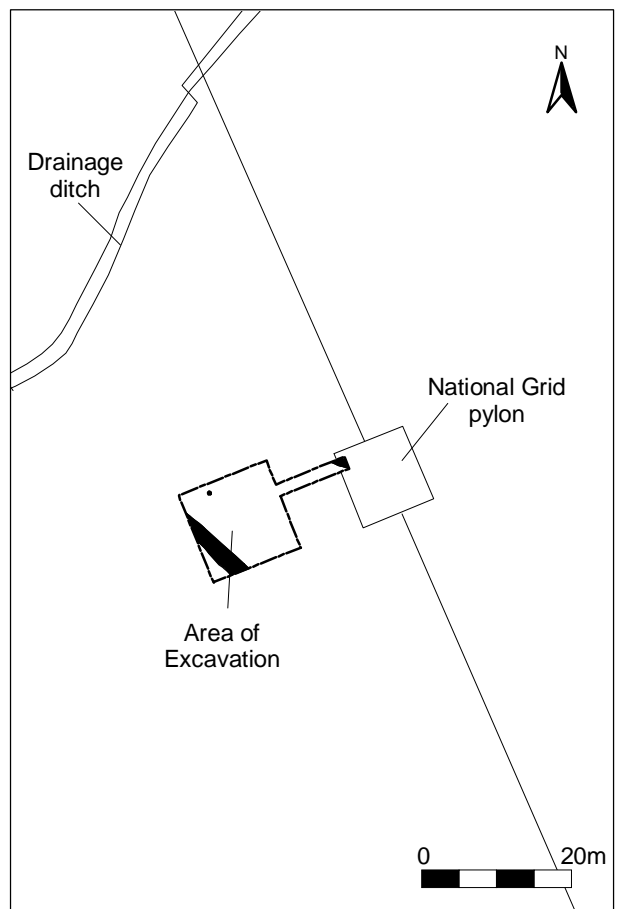 N
Drainage
ditch
National Grid
pylon
Area of
Excavation
0 20m